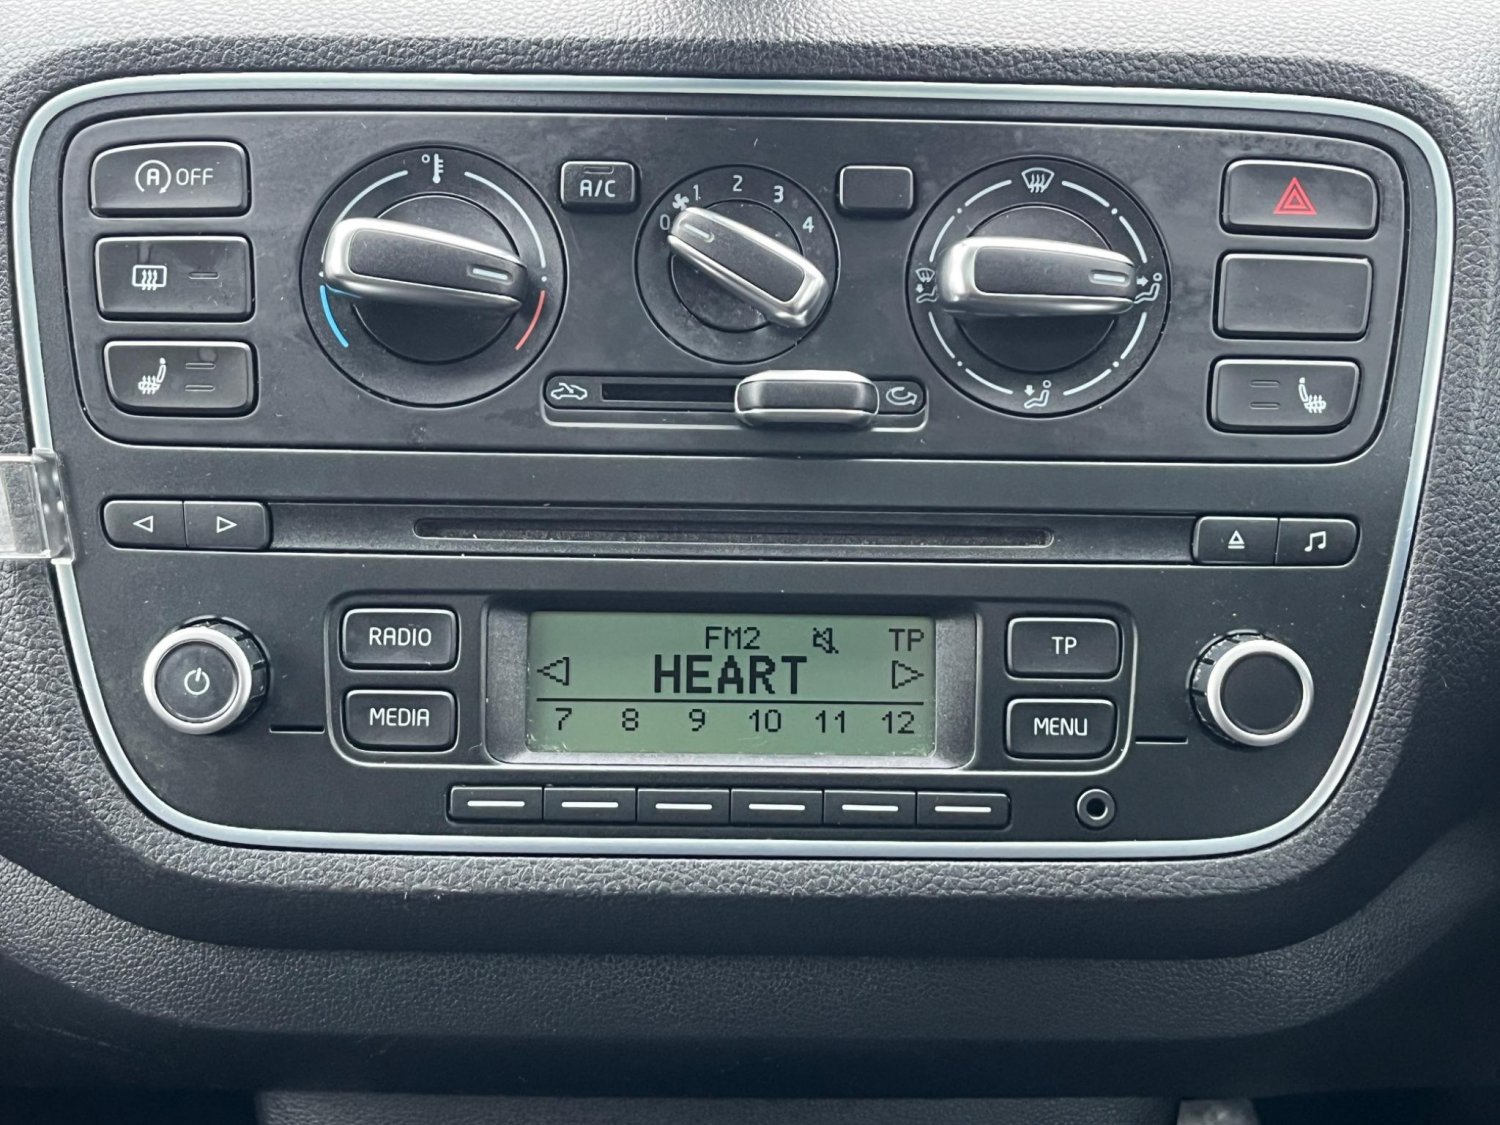 A OFF
A/C
0 1 2 3 4
RADIO
MEDIA
FM2 TP
HEART
7 8 9 10 11 12
TP
MENU